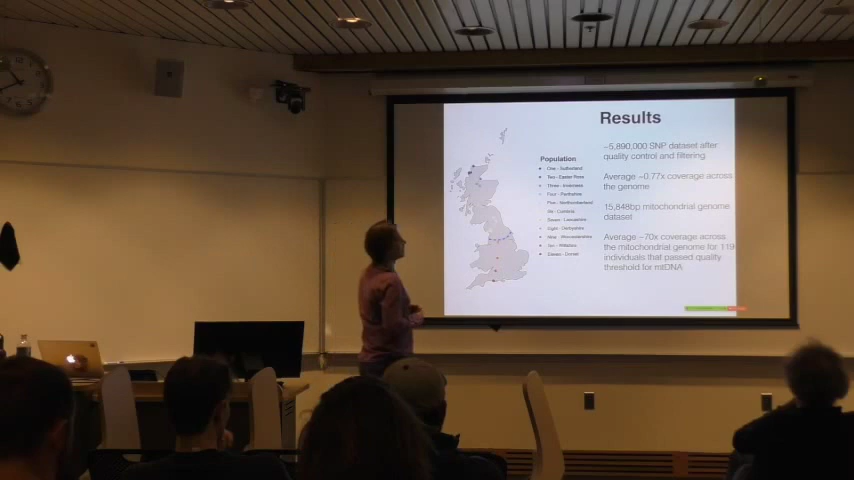 Results
~5,890,000 SNP dataset after
quality control and filtering
Average ~0.77x coverage across
the genome
15,848bp mitochondrial genome
dataset
Average ~70x coverage across
the mitochondrial genome for 119
individuals that passed quality
threshold for mtDNA
Population
One - Sutherland
Two - Easter Ross
Three - Inverness
Four - Perthshire
Five - Northumberland
Six - Cumbria
Seven - Lancashire
Eight - Derbyshire
Nine - Worcestershire
Ten - Wiltshire
Eleven - Dorset